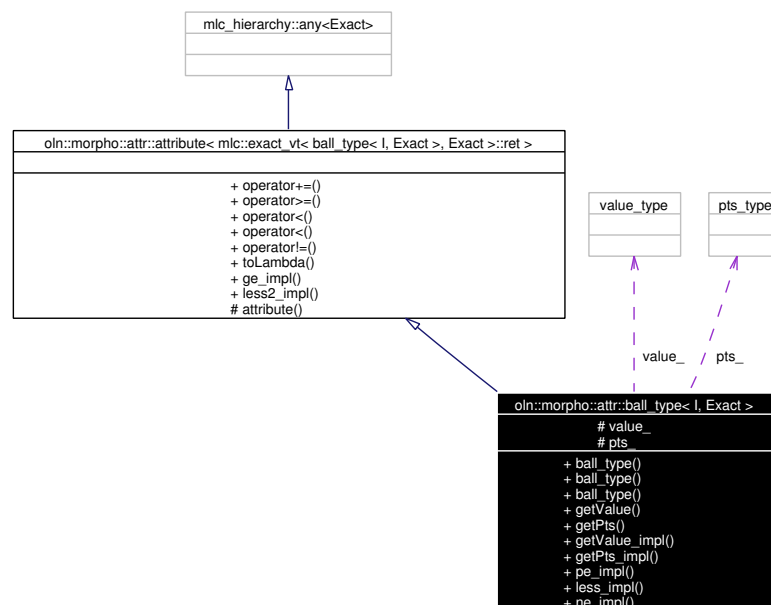 mlc_hierarchy::any<Exact>
oln::morpho::attr::attribute< mlc::exact_vt< ball_type< I, Exact >, Exact >::ret >
+ operator+=()
+ operator>=()
+ operator<()
+ operator<()
+ operator!=()
+ toLambda()
+ ge_impl()
+ less2_impl()
# attribute()
value_type
pts_type
value_
pts_
oln::morpho::attr::ball_type< I, Exact >
# value_
# pts_
+ ball_type()
+ ball_type()
+ ball_type()
+ getValue()
+ getPts()
+ getValue_impl()
+ getPts_impl()
+ pe_impl()
+ less_impl()
+ ne_impl()